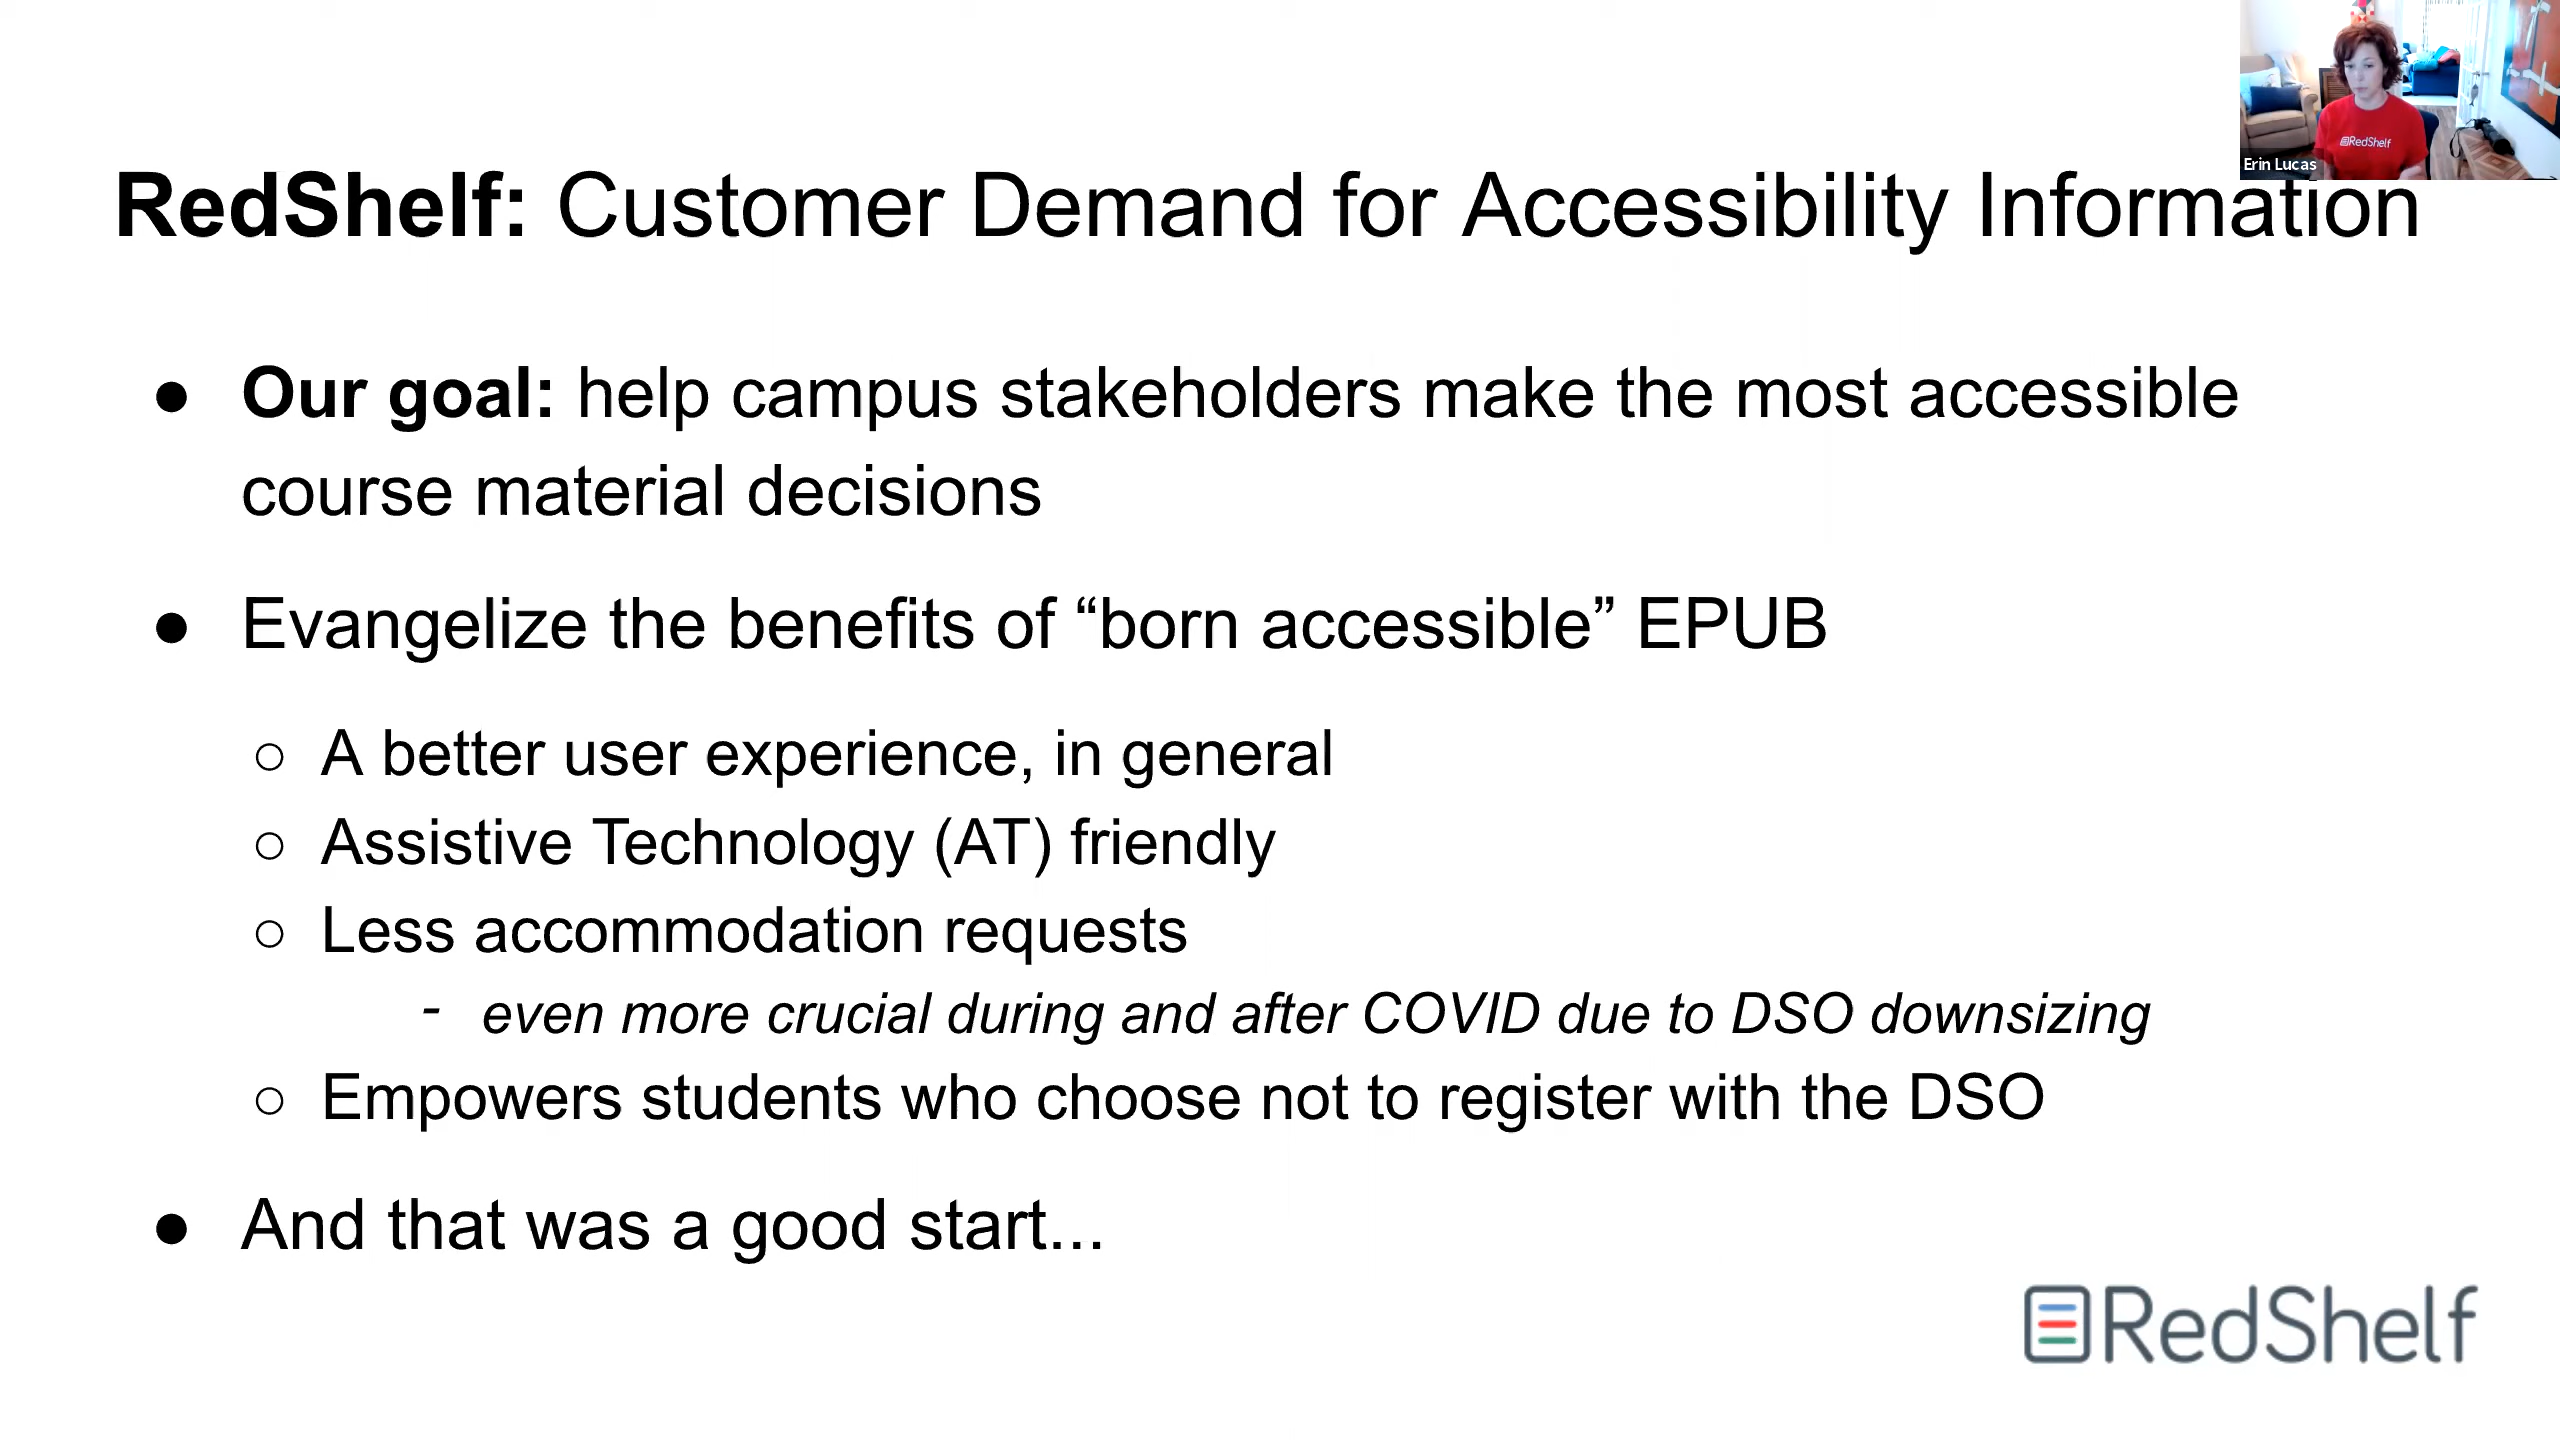 RedShelf
Erin Lucas
RedShelf: Customer Demand for Accessibility Information
● Our goal: help campus stakeholders make the most accessible
course material decisions
● Evangelize the benefits of “born accessible” EPUB
○ A better user experience, in general
○ Assistive Technology (AT) friendly
○ Less accommodation requests
- even more crucial during and after COVID due to DSO downsizing
○ Empowers students who choose not to register with the DSO
● And that was a good start...
RedShelf